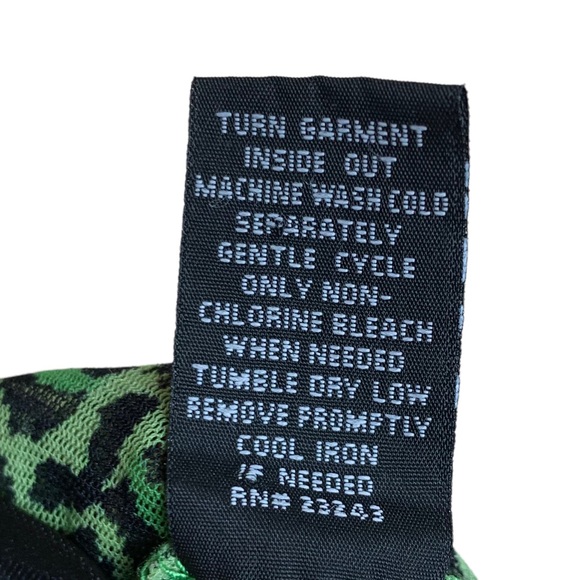 TURN GARMENT
INSIDE OUT
MACHINE WASH COLD
SEPARATELY
GENTLE CYCLE
ONLY NON-
CHLORINE BLEACH
WHEN NEEDED
TUMBLE DRY LOW
REMOVE PROMPTLY
COOL IRON
IF NEEDED
RN# 23243